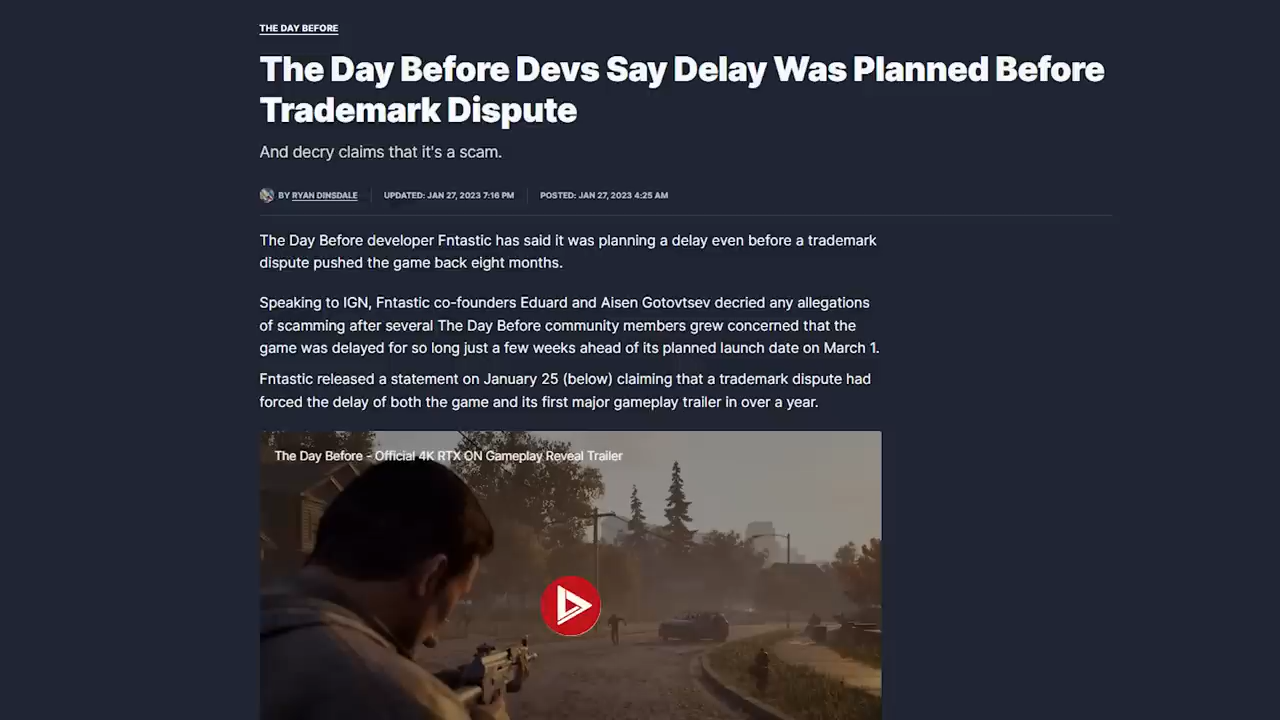 THE DAY BEFORE
The Day Before Devs Say Delay Was Planned Before
Trademark Dispute
And decry claims that it's a scam.
BY RYAN DINSDALE
UPDATED: JAN 27, 2023 7:16 PM
POSTED: JAN 27, 2023 4:25 AM
The Day Before developer Fntastic has said it was planning a delay even before a trademark
dispute pushed the game back eight months.
Speaking to IGN, Fntastic co-founders Eduard and Aisen Gotovtsev decried any allegations
of scamming after several The Day Before community members grew concerned that the
game was delayed for so long just a few weeks ahead of its planned launch date on March 1.
Fntastic released a statement on January 25 (below) claiming that a trademark dispute had
forced the delay of both the game and its first major gameplay trailer in over a year.
The Day Before - Official 4K RTX ON Gameplay Reveal Trailer